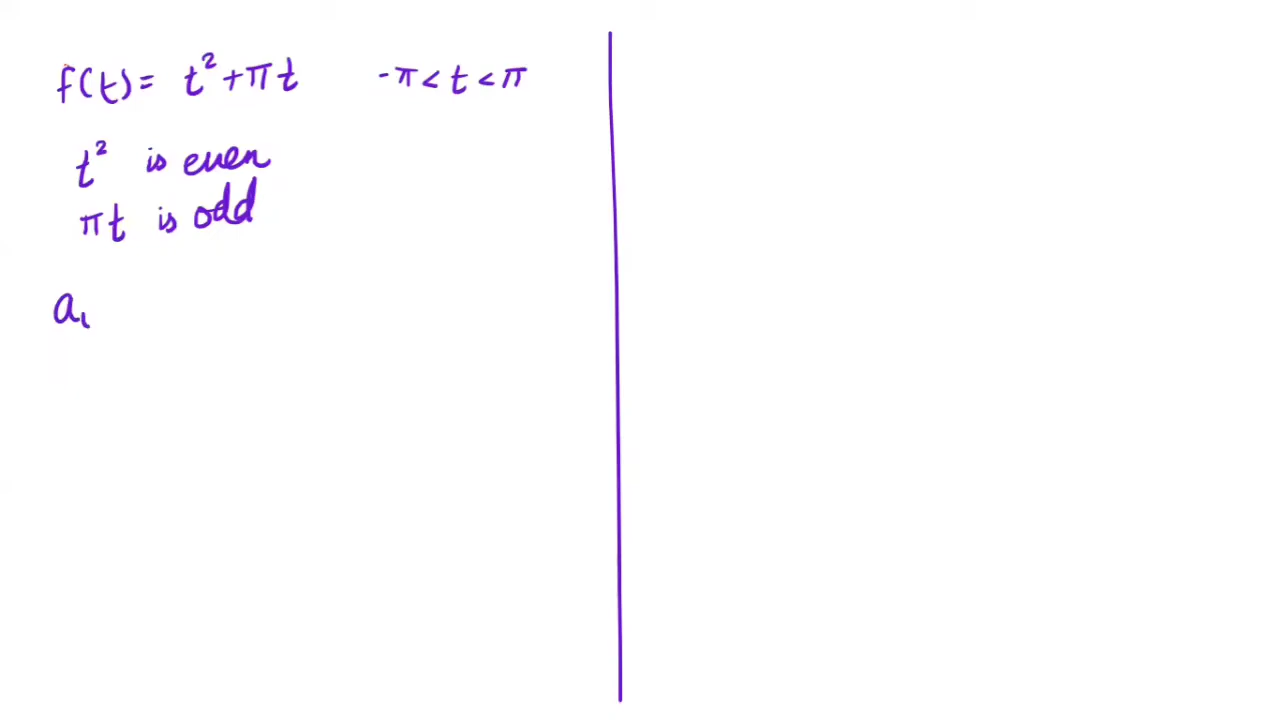 f(t) = t² + πt    -π < t < π
t² is even
πt is odd
a₁